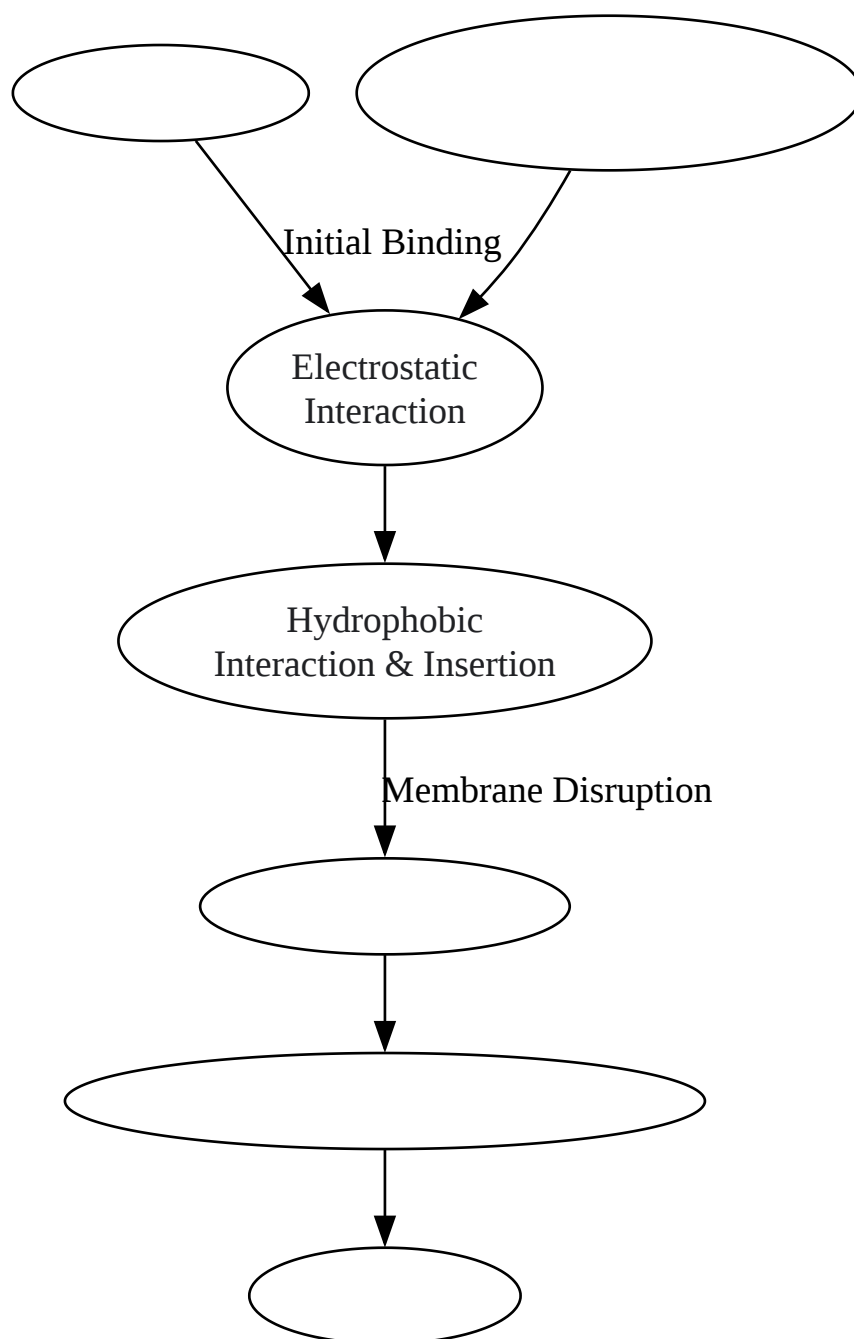 Initial Binding
Electrostatic
Interaction
Hydrophobic
Interaction & Insertion
Membrane Disruption